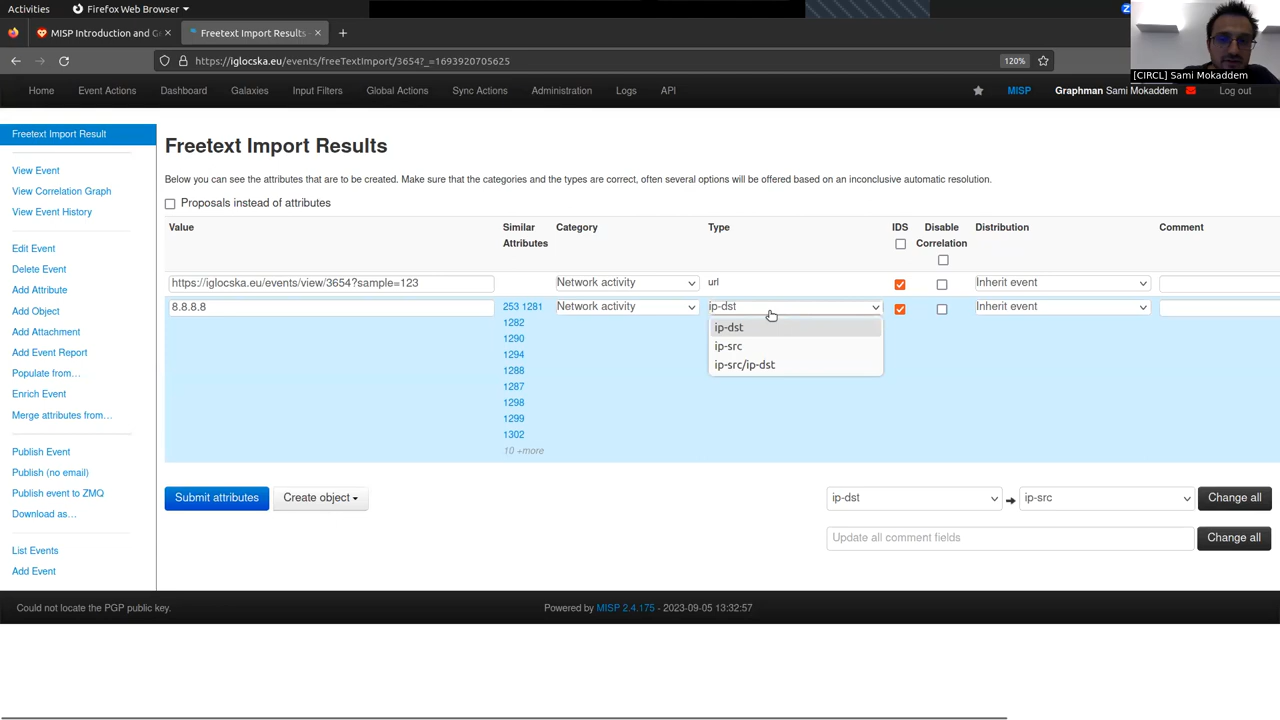 Activities
Firefox Web Browser
MISP Introduction and G
Freetext Import Results
https://iglocska.eu/events/freeTextImport/3654?_=1693920705625
120%
[CIRCL] Sami Mokaddem
Home
Event Actions
Dashboard
Galaxies
Input Filters
Global Actions
Sync Actions
Administration
Logs
API
MISP
Graphman Sami Mokaddem
Log out
Freetext Import Result
View Event
View Correlation Graph
View Event History
Edit Event
Delete Event
Add Attribute
Add Object
Add Attachment
Add Event Report
Populate from…
Enrich Event
Merge attributes from…
Publish Event
Publish (no email)
Publish event to ZMQ
Download as…
List Events
Add Event
Freetext Import Results
Below you can see the attributes that are to be created. Make sure that the categories and the types are correct, often several options will be offered based on an inconclusive automatic resolution.
Proposals instead of attributes
Value
Similar Attributes
Category
Type
IDS
Disable Correlation
Distribution
Comment
https://iglocska.eu/events/view/3654?sample=123
Network activity
url
Inherit event
8.8.8.8
253 1281
1282
1290
1294
1288
1287
1298
1299
1302
10 +more
Network activity
ip-dst
ip-dst
ip-src
ip-src/ip-dst
Inherit event
Submit attributes
Create object
ip-dst
ip-src
Change all
Update all comment fields
Change all
Could not locate the PGP public key.
Powered by MISP 2.4.175 - 2023-09-05 13:32:57